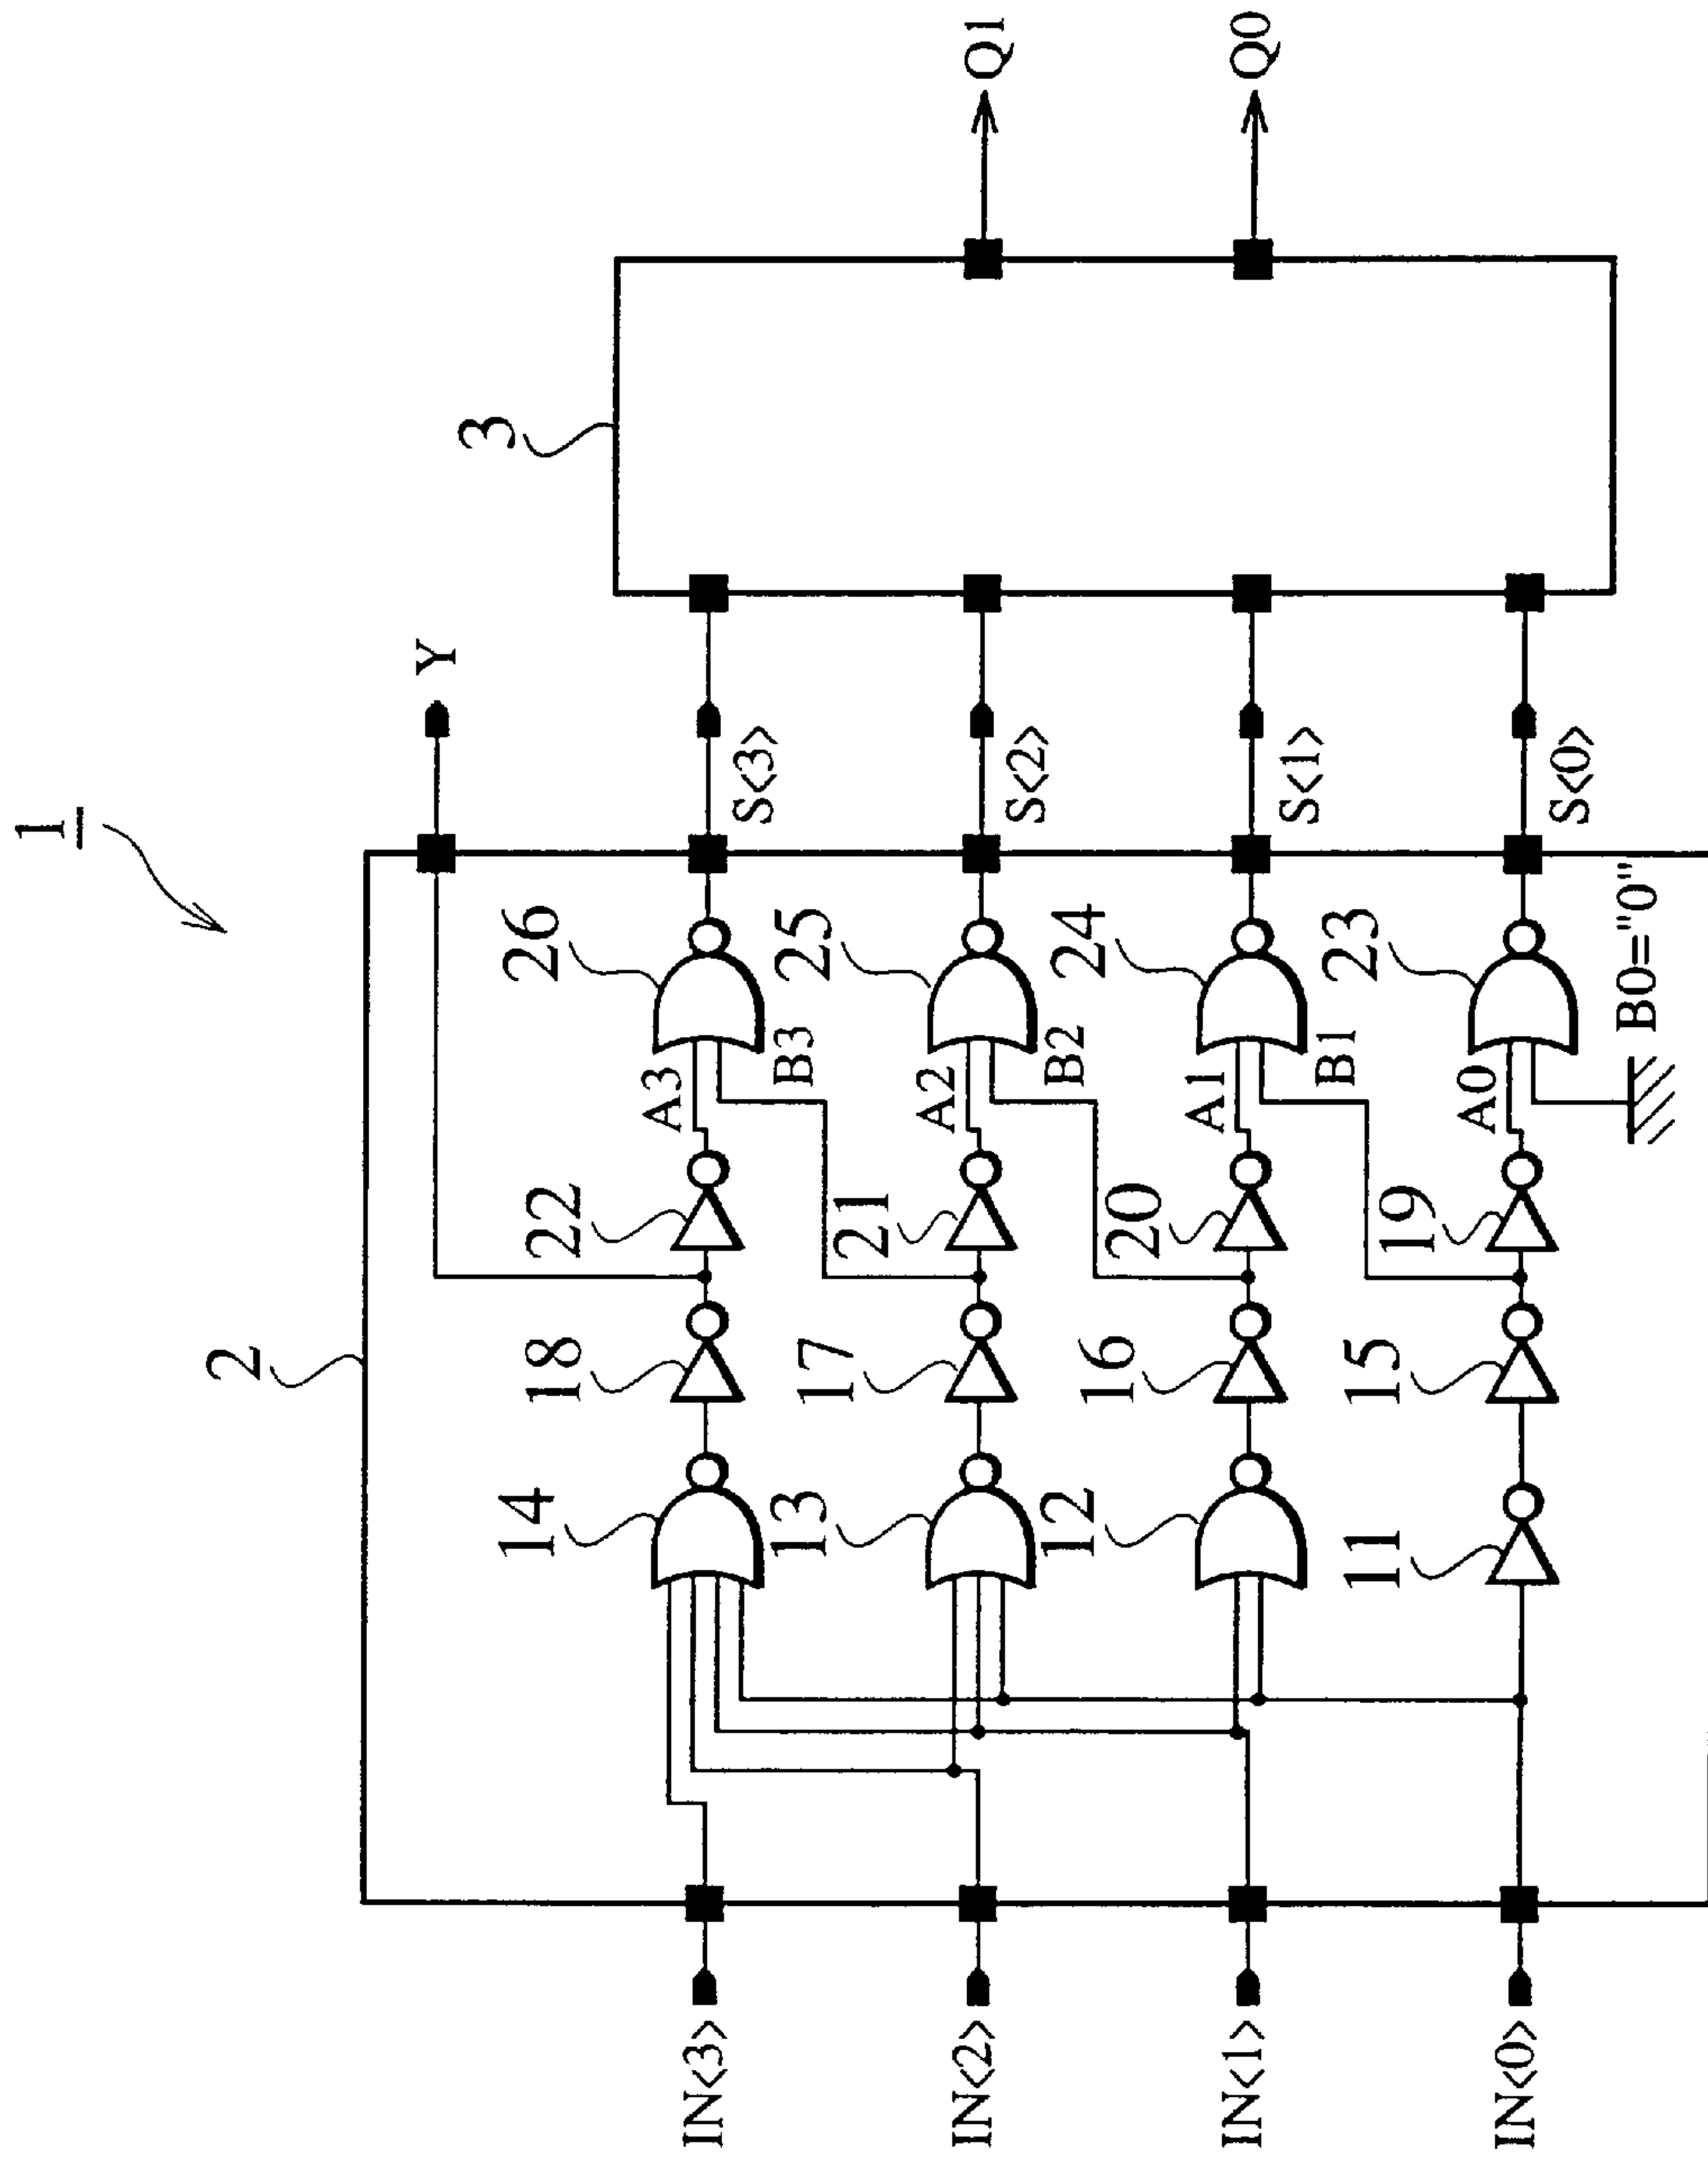 1
2
3
Y
Q1
Q0
IN<3>
14
18
22
A3
B3
26
S<3>
IN<2>
13
17
21
A2
B2
25
S<2>
IN<1>
12
16
20
A1
B1
24
S<1>
IN<0>
11
15
19
A0
B0="0"
23
S<0>